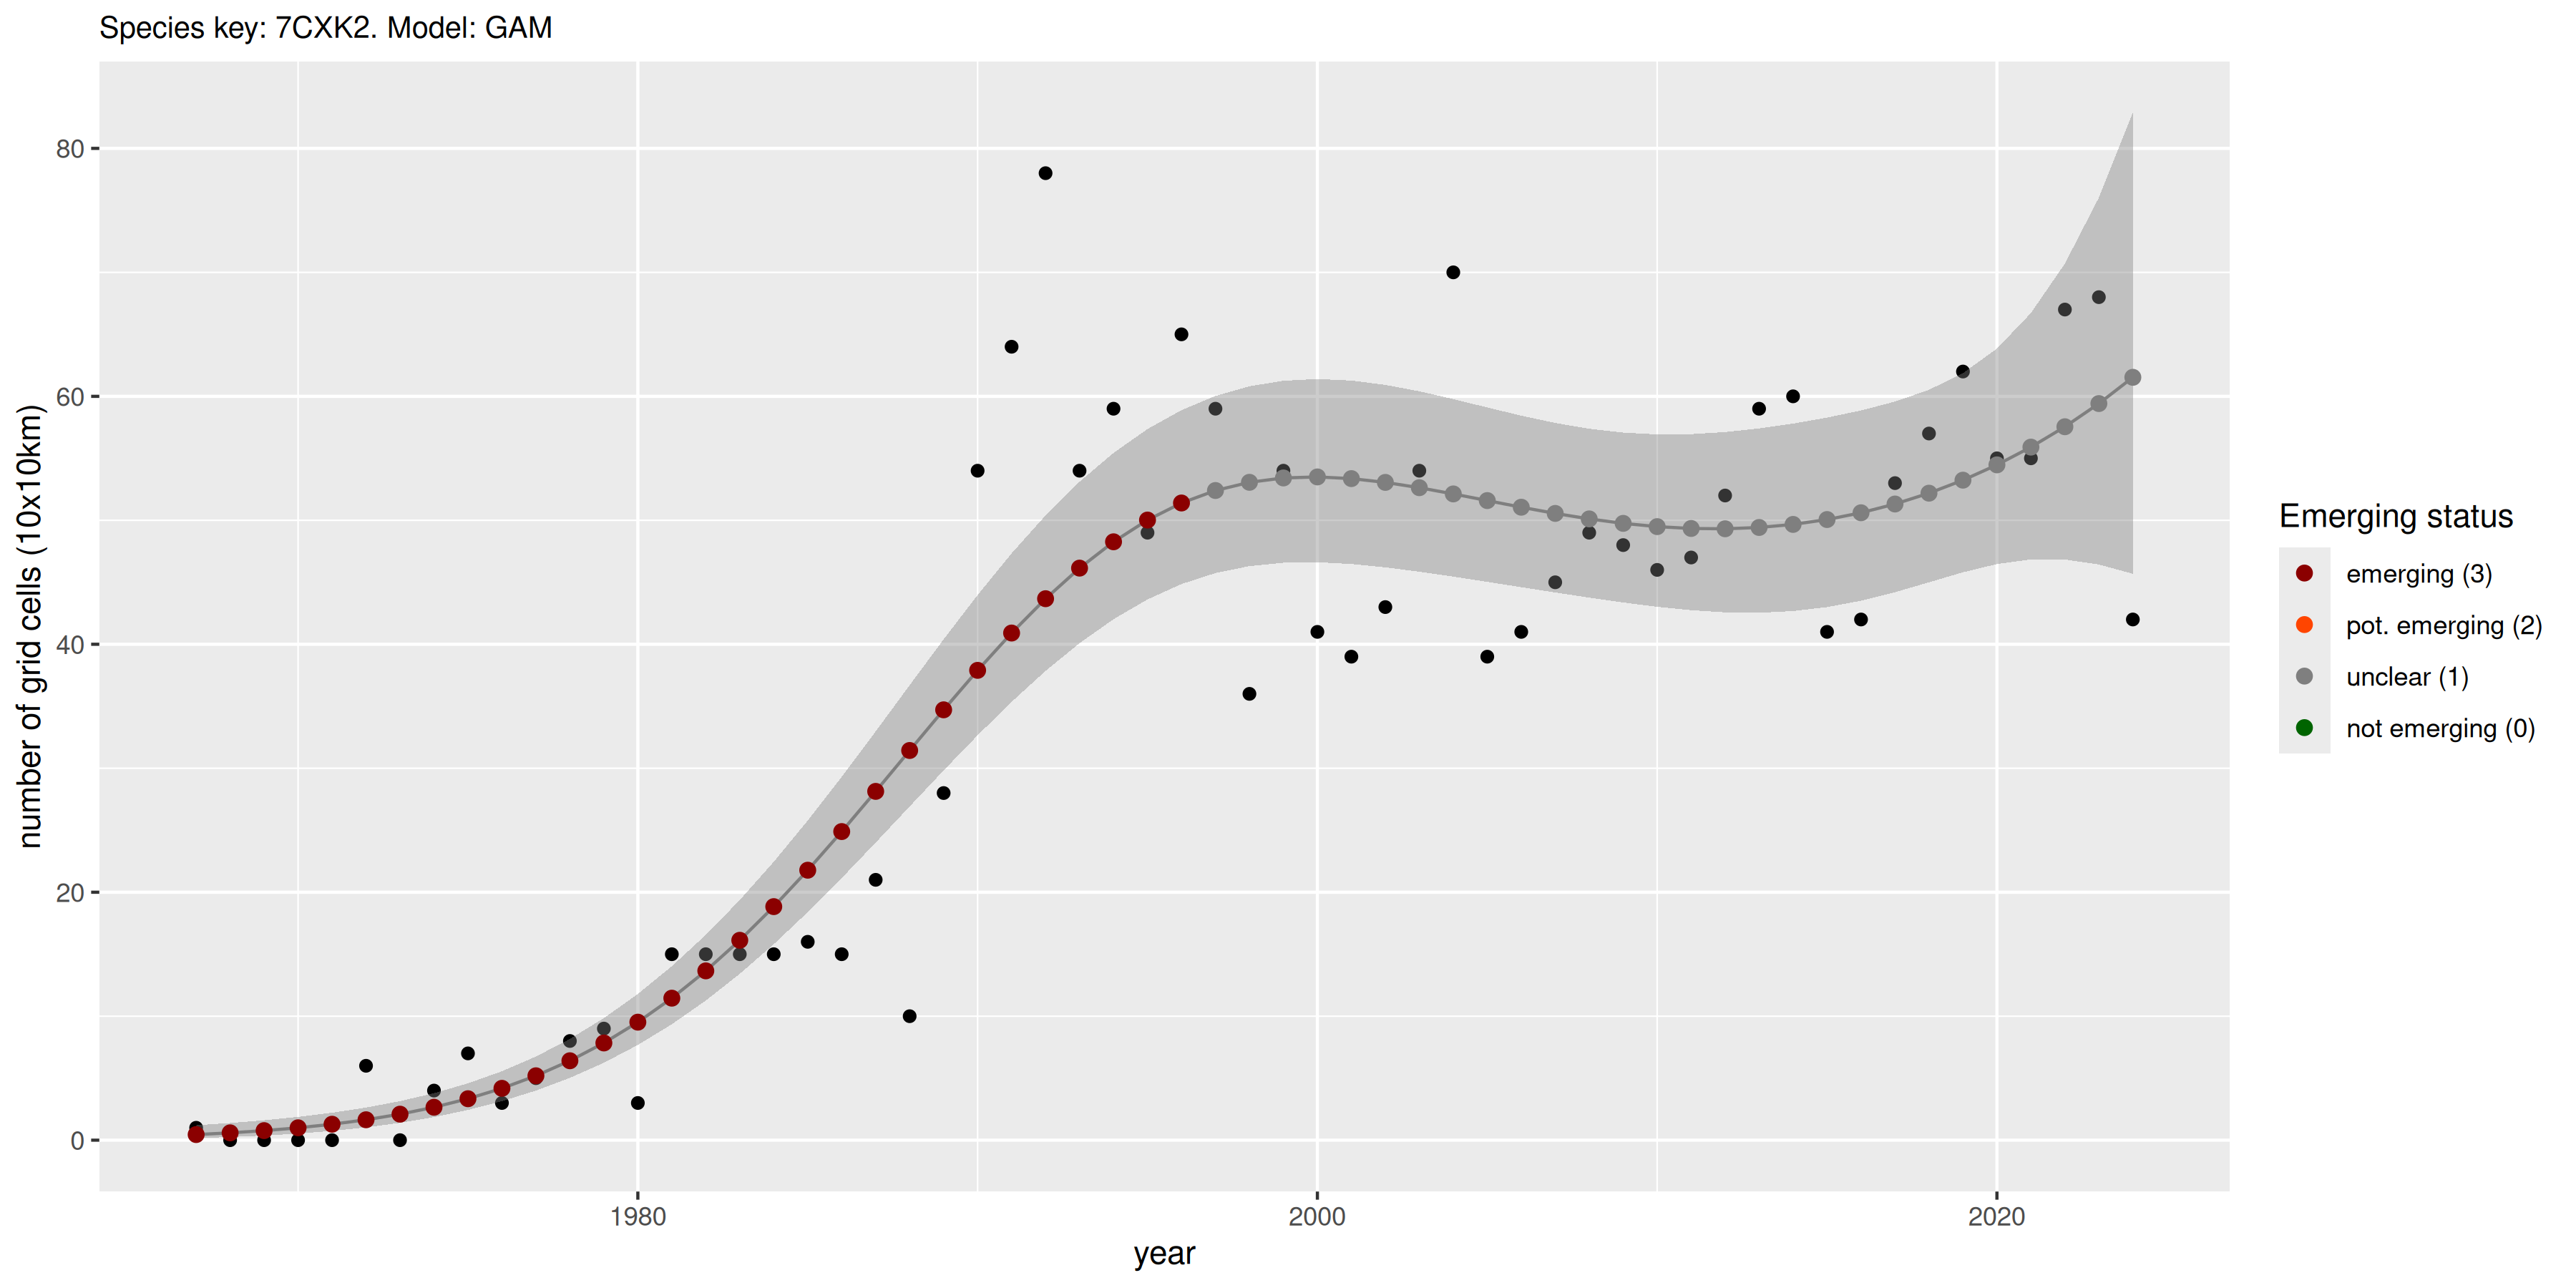 Species key: 7CXK2. Model: GAM
80
60
40
20
0
number of grid cells (10x10km)
1980
2000
2020
year
Emerging status
emerging (3)
pot. emerging (2)
unclear (1)
not emerging (0)